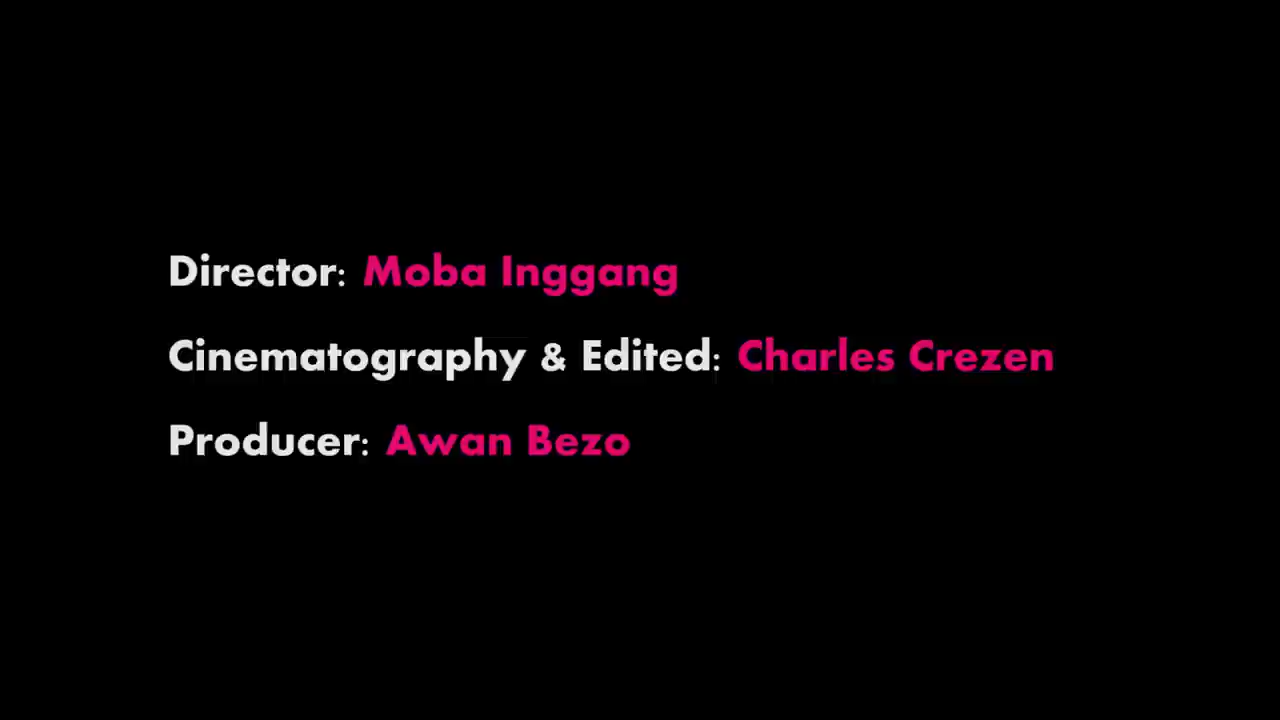 Director: Moba Inggang
Cinematography & Edited: Charles Crezen
Producer: Awan Bezo